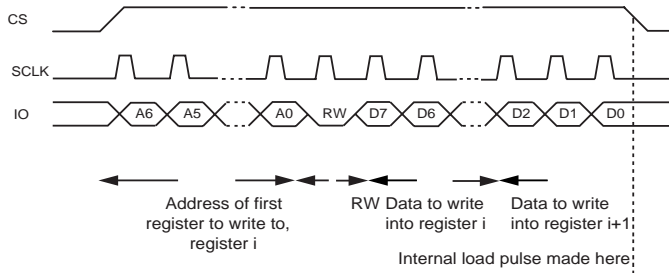 CS
SCLK
IO
A6
A5
A0
RW
D7
D6
D2
D1
D0
Address of first
register to write to,
register i
RW
Data to write
into register i
Data to write
into register i+1
Internal load pulse made here